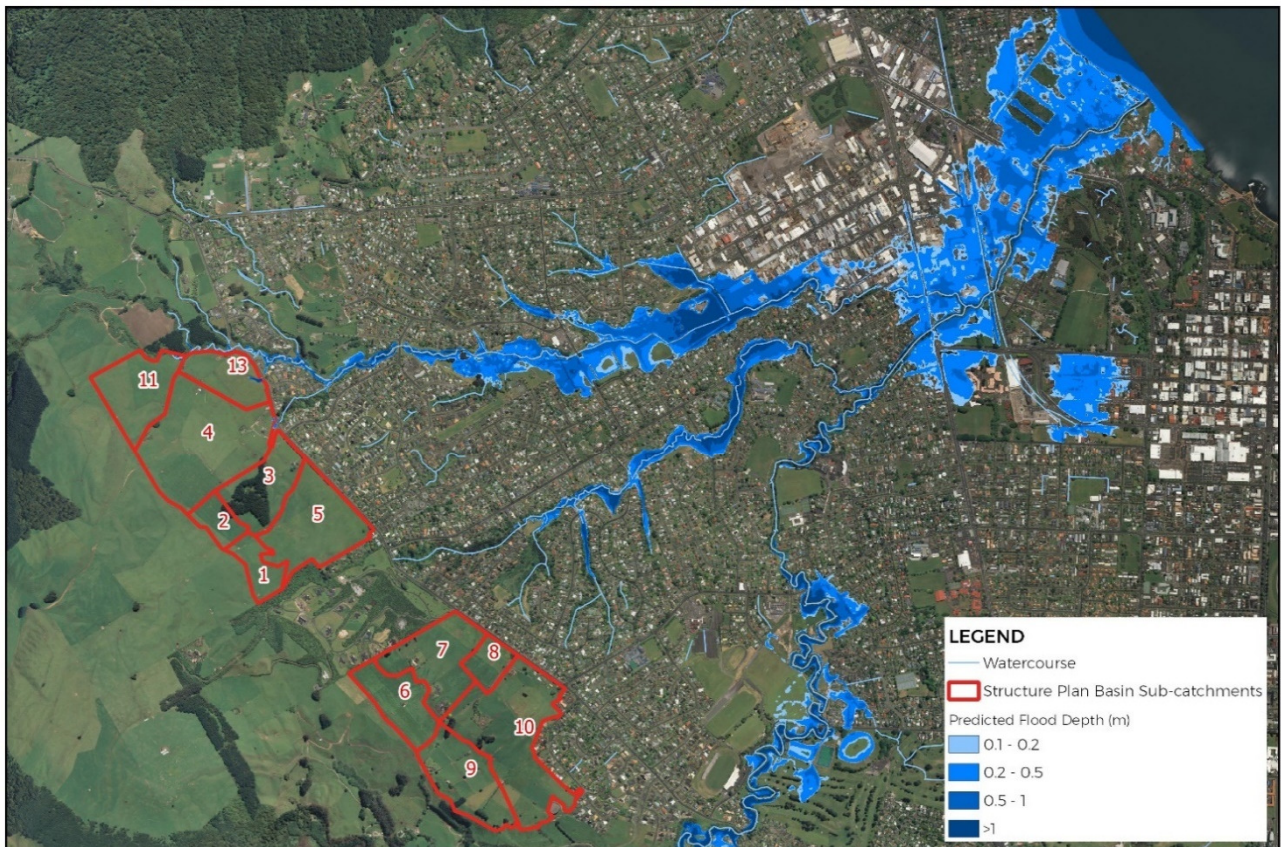 11
13
4
3
2
5
1
7
8
6
10
9
LEGEND
Watercourse
Structure Plan Basin Sub-catchments
Predicted Flood Depth (m)
0.1 - 0.2
0.2 - 0.5
0.5 - 1
>1